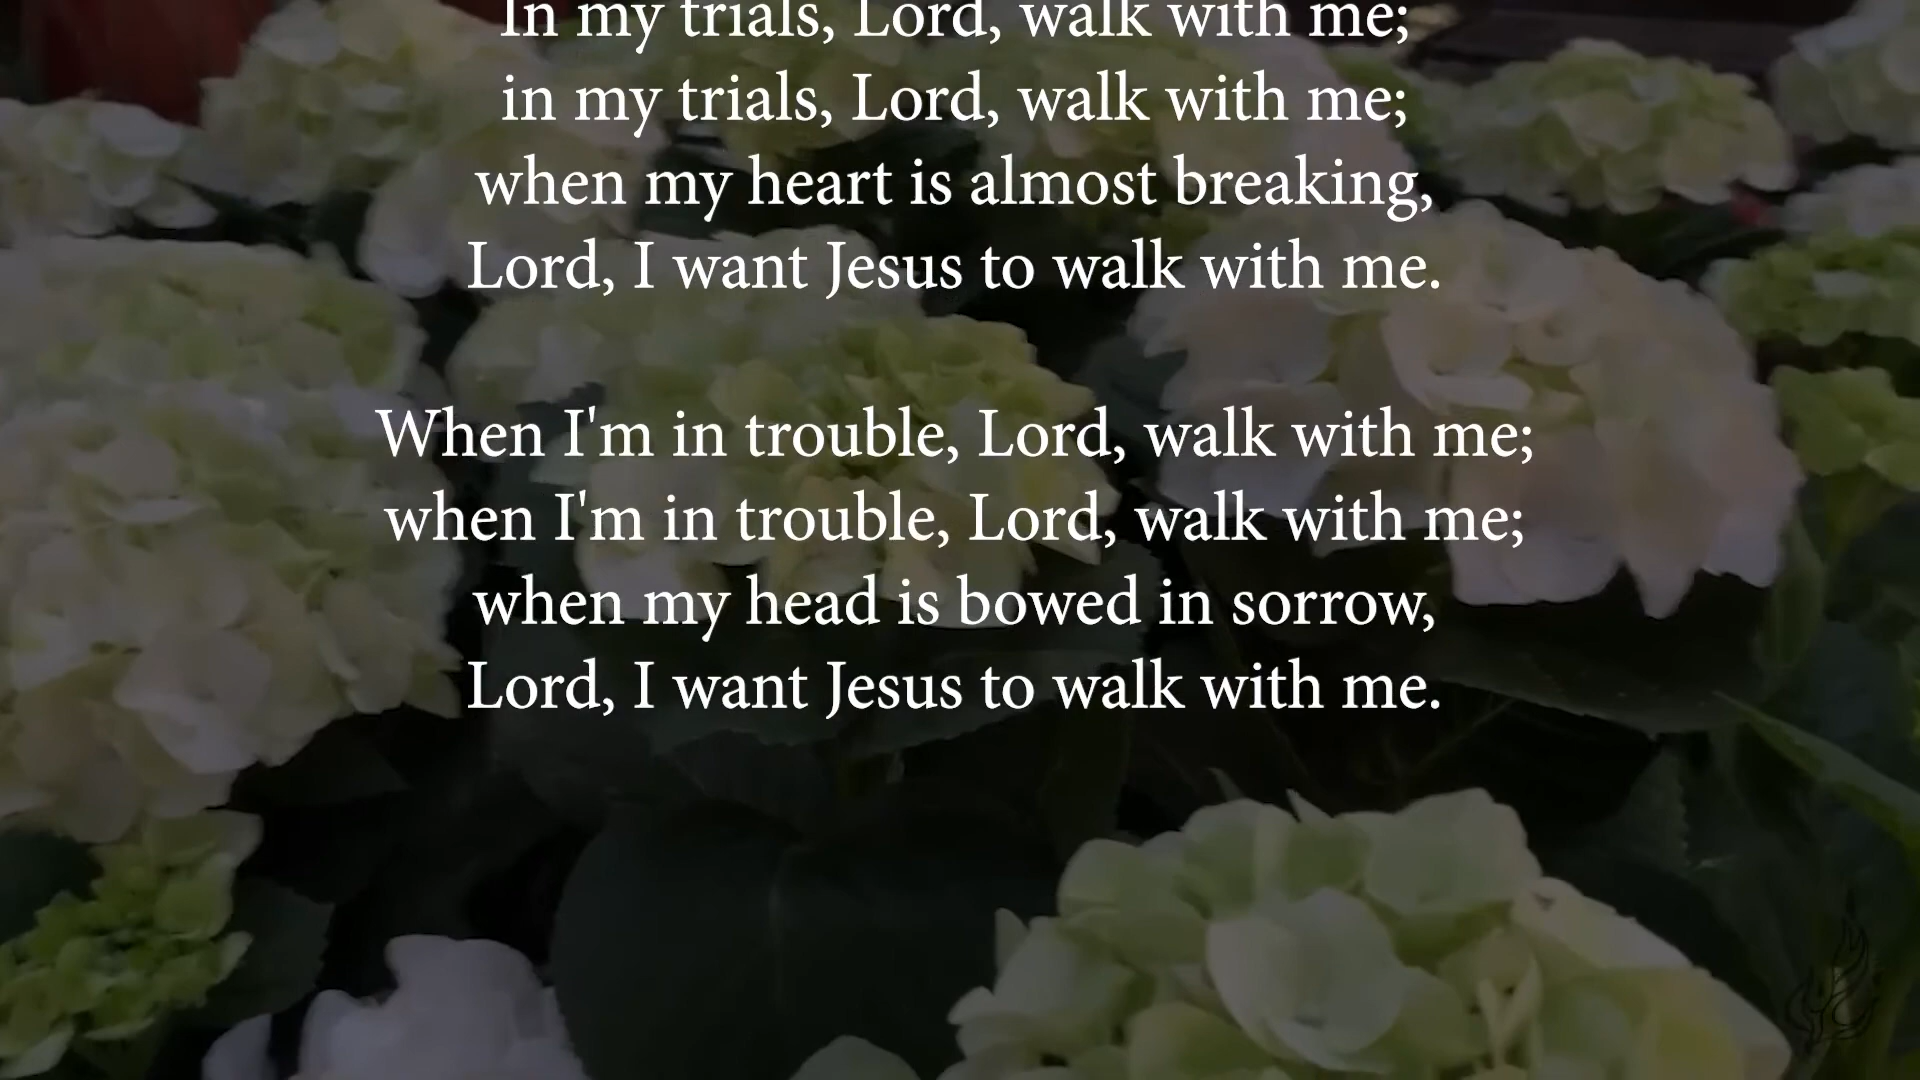 In my trials, Lord, walk with me;
in my trials, Lord, walk with me;
when my heart is almost breaking,
Lord, I want Jesus to walk with me.
When I'm in trouble, Lord, walk with me;
when I'm in trouble, Lord, walk with me;
when my head is bowed in sorrow,
Lord, I want Jesus to walk with me.